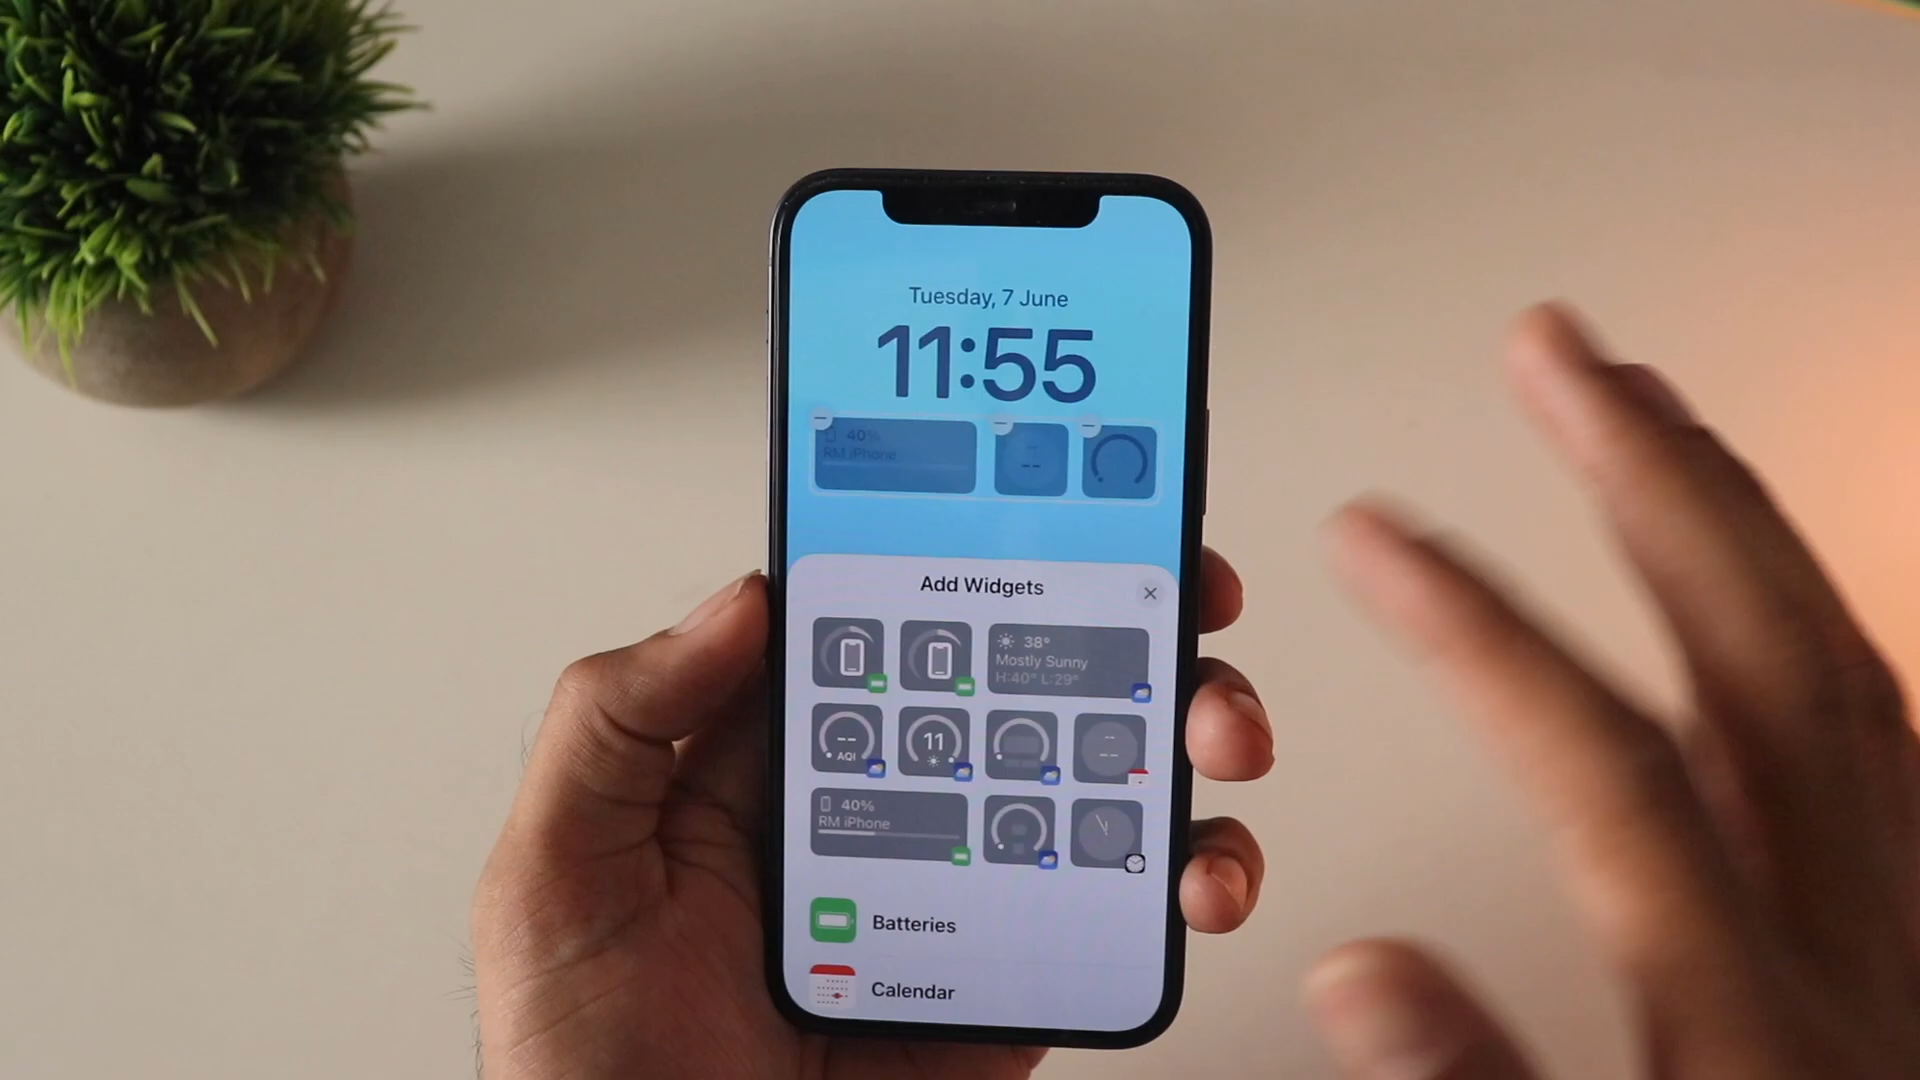 Tuesday, 7 June
11:55
40%
RM iPhone
--
Add Widgets
38°
Mostly Sunny
H:40° L:29°
--
AQI
11
--
40%
RM iPhone
Batteries
Calendar